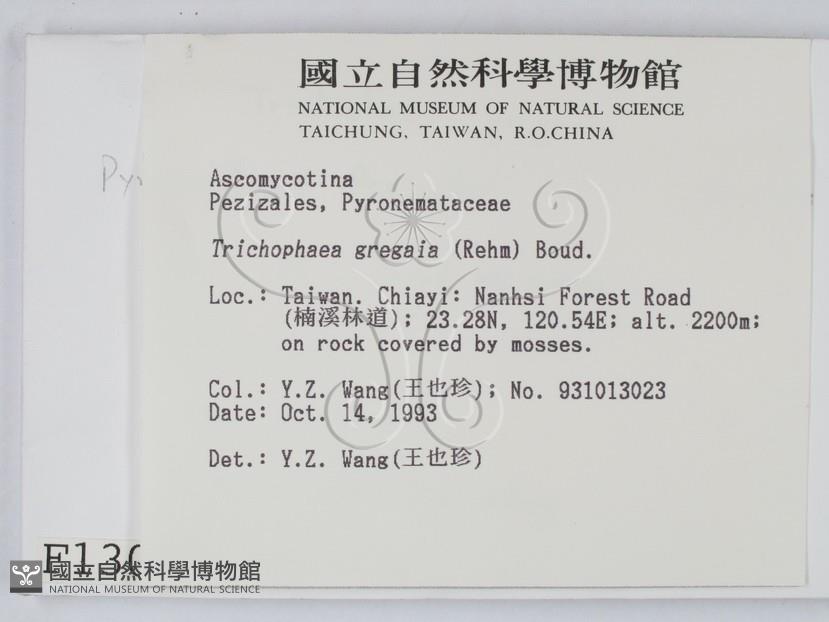 國立自然科學博物館
NATIONAL MUSEUM OF NATURAL SCIENCE
TAICHUNG, TAIWAN, R.O.CHINA
Ascomycotina
Pezizales, Pyronemataceae
Trichophaea gregaia (Rehm) Boud.
Loc.: Taiwan. Chiayi: Nanhsi Forest Road
(楠溪林道); 23.28N, 120.54E; alt. 2200m;
on rock covered by mosses.
Col.: Y.Z. Wang(王也珍); No. 931013023
Date: Oct. 14, 1993
Det.: Y.Z. Wang(王也珍)
國立自然科學博物館
NATIONAL MUSEUM OF NATURAL SCIENCE